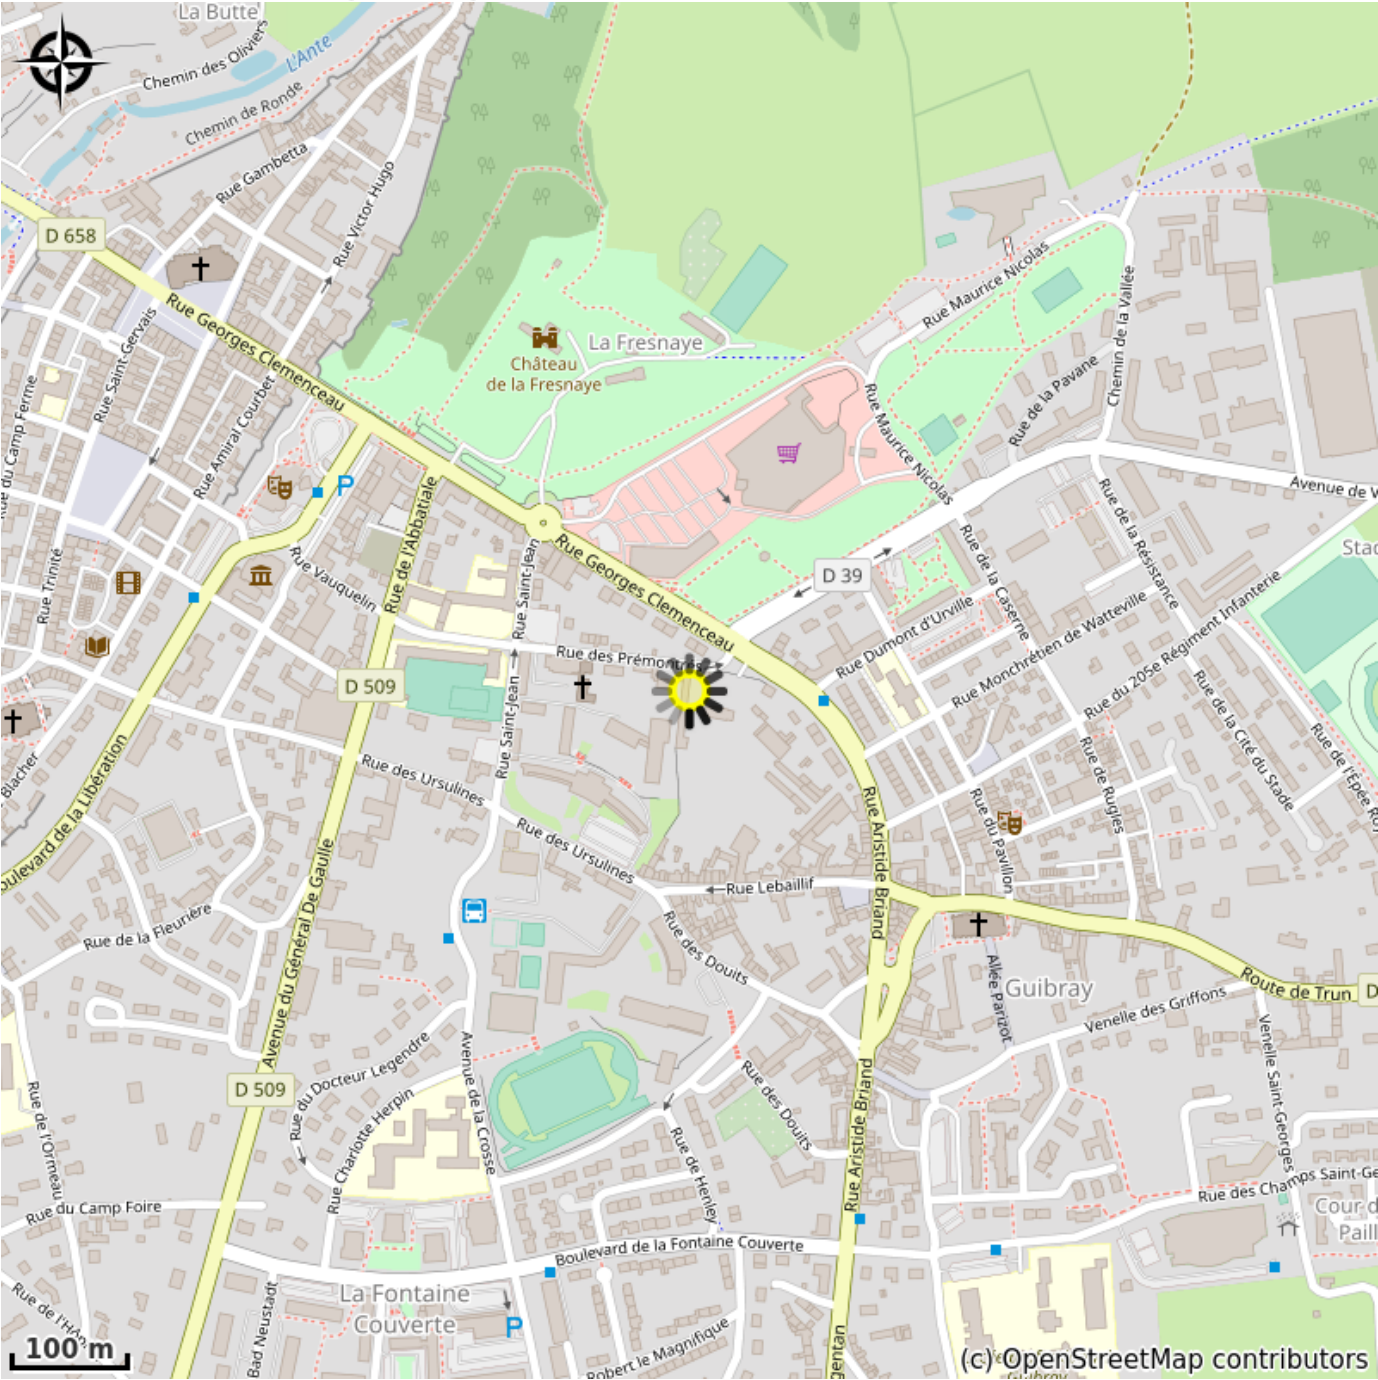 La Butte
L'Ante
Chemin des Oliviers
Chemin de Ronde
Rue Gambetta
Rue Victor Hugo
D 658
Rue Georges Clemenceau
Rue Saint-Gervais
Rue Amiral Courbet
Rue du Camp Ferme
Rue Maurice Nicolas
Chemin de la Vallée
Rue de la Pavane
La Fresnaye
Château
de la Fresnaye
Rue Maurice Nicolas
P
Avenue de V
Rue de l'Abbatiale
Rue Trinité
Rue Vauquelin
Rue Saint-Jean
Rue Georges Clemenceau
D 39
Rue de la Caserne
Rue de la Résistance
Stad
Rue Dumont d'Urville
Rue Monchrétien de Watteville
Rue du 205e Régiment Infanterie
Rue des Prémontrés
D 509
Rue Saint-Jean
Rue de la Cité du Stade
Rue de l'Épée Roy
Rue de Rugles
Blacher
oulevard de la Libération
Rue des Ursulines
Rue des Ursulines
Rue Aristide Briand
Rue du Pavillon
Rue Lebaillif
Avenue du Général De Gaulle
Rue de la Fleurière
Rue des Douits
Allée Parizot
Guibray
Route de Trun
D
Venelle des Griffons
Venelle Saint-Georges
Rue du Docteur Legendre
D 509
Avenue de la Crosse
Rue Charlotte Herpin
Rue des Douits
Rue Aristide Briand
Rue de Henley
Rue de l'Ormeau
Rue du Camp Foire
Rue des Champs Saint-Ge
Cour d
Paill
Boulevard de la Fontaine Couverte
La Fontaine
Couverte
P
Bad Neustadt
Robert le Magnifique
gentan
Guibray
100 m
(c) OpenStreetMap contributors